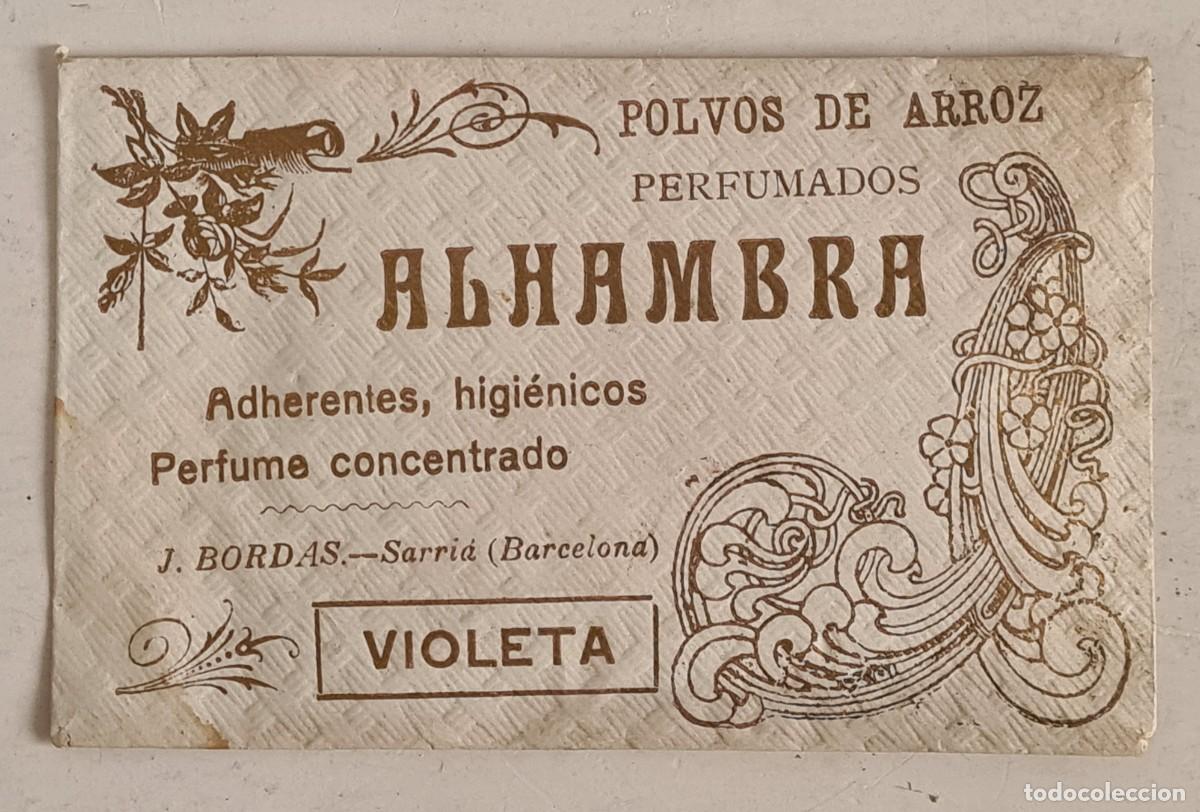 POLVOS DE ARROZ
PERFUMADOS
ALHAMBRA
Adherentes, higiénicos
Perfume concentrado
J. BORDAS.—Sarriá (Barcelona)
VIOLETA
todocoleccion